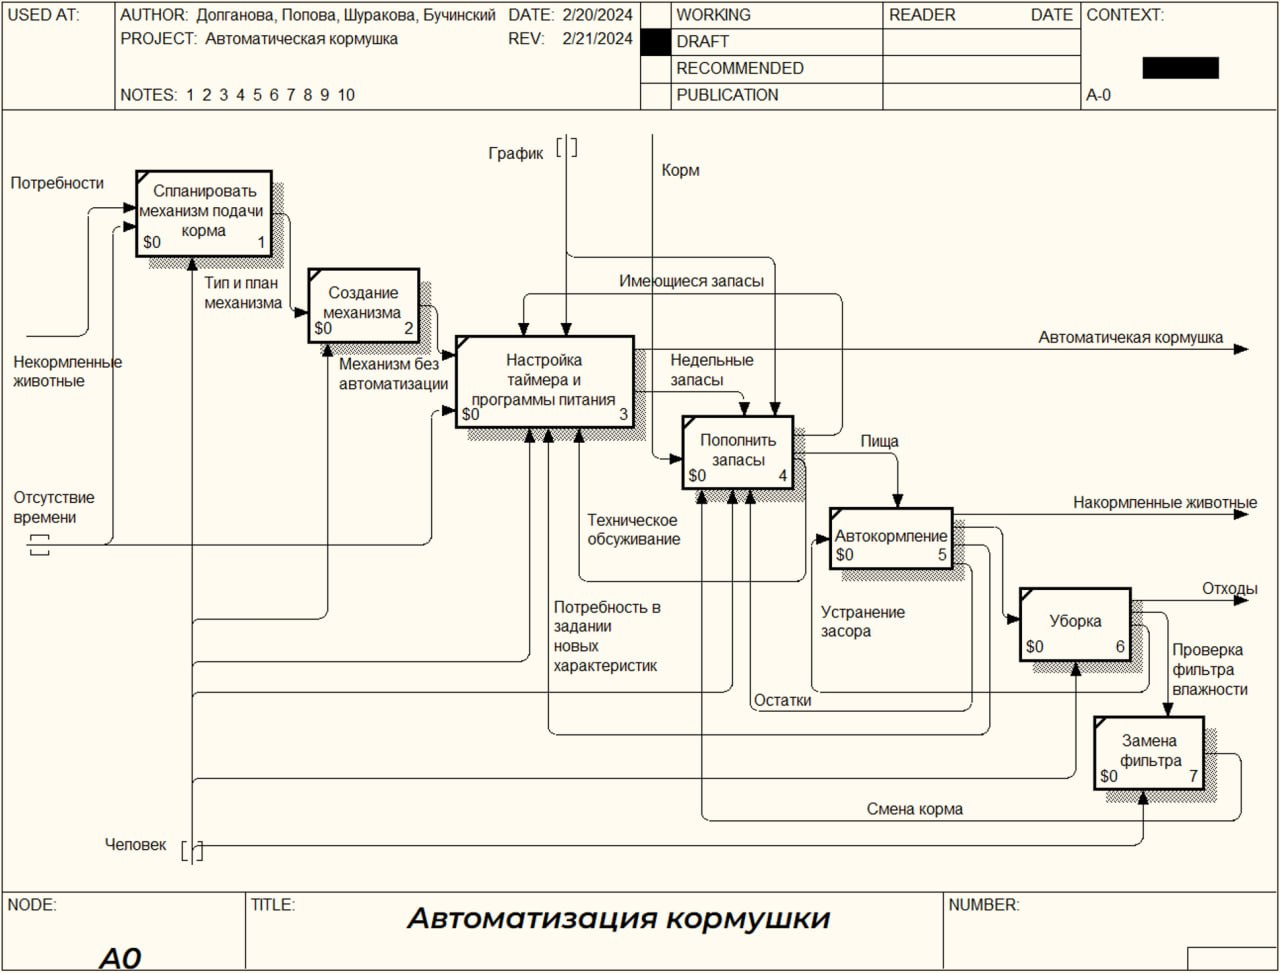 USED AT:
AUTHOR: Долганова, Попова, Шуракова, Бучинский
DATE: 2/20/2024
PROJECT: Автоматическая кормушка
REV: 2/21/2024
NOTES: 1 2 3 4 5 6 7 8 9 10
WORKING
DRAFT
RECOMMENDED
PUBLICATION
READER
DATE
CONTEXT:
A-0
График
Корм
Потребности
Спланировать
механизм подачи
корма
$0
1
Тип и план
механизма
Создание
механизма
$0
2
Имеющиеся запасы
Некормленные
животные
Механизм без
автоматизации
Настройка
таймера и
программы питания
$0
3
Недельные
запасы
Автоматичекая кормушка
Пополнить
запасы
$0
4
Пища
Отсутствие
времени
Техническое
обсуживание
Автокормление
$0
5
Накормленные животные
Потребность в
задании
новых
характеристик
Устранение
засора
Уборка
$0
6
Отходы
Проверка
фильтра
влажности
Остатки
Замена
фильтра
$0
7
Смена корма
Человек
NODE:
A0
TITLE:
Автоматизация кормушки
NUMBER: